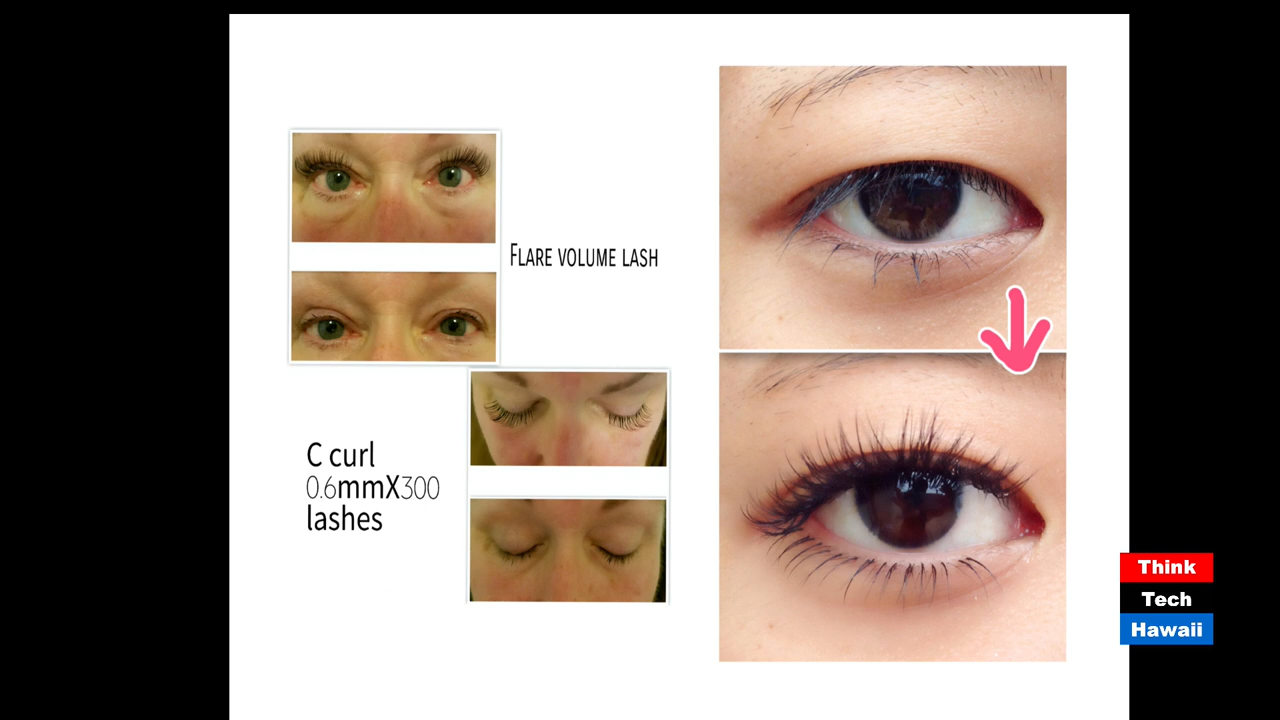 FLARE VOLUME LASH
C curl
0.6mmX300
lashes
Think
Tech
Hawaii